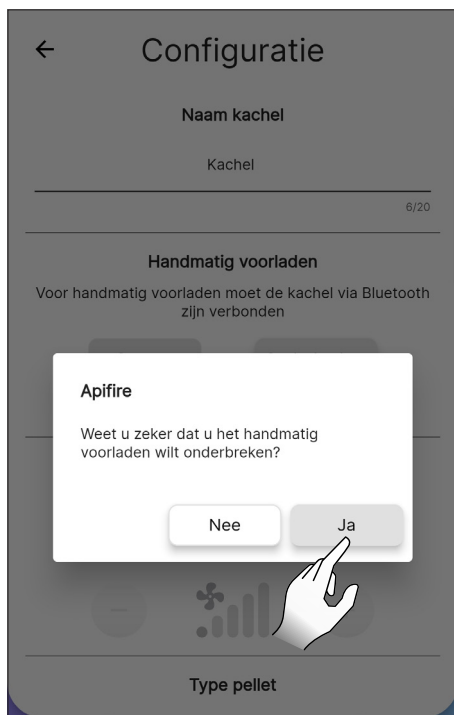 Configuratie
Naam kachel
Kachel
6/20
Handmatig voorladen
Voor handmatig voorladen moet de kachel via Bluetooth
zijn verbonden
Apifire
Weet u zeker dat u het handmatig
voorladen wilt onderbreken?
Nee
Ja
Type pellet